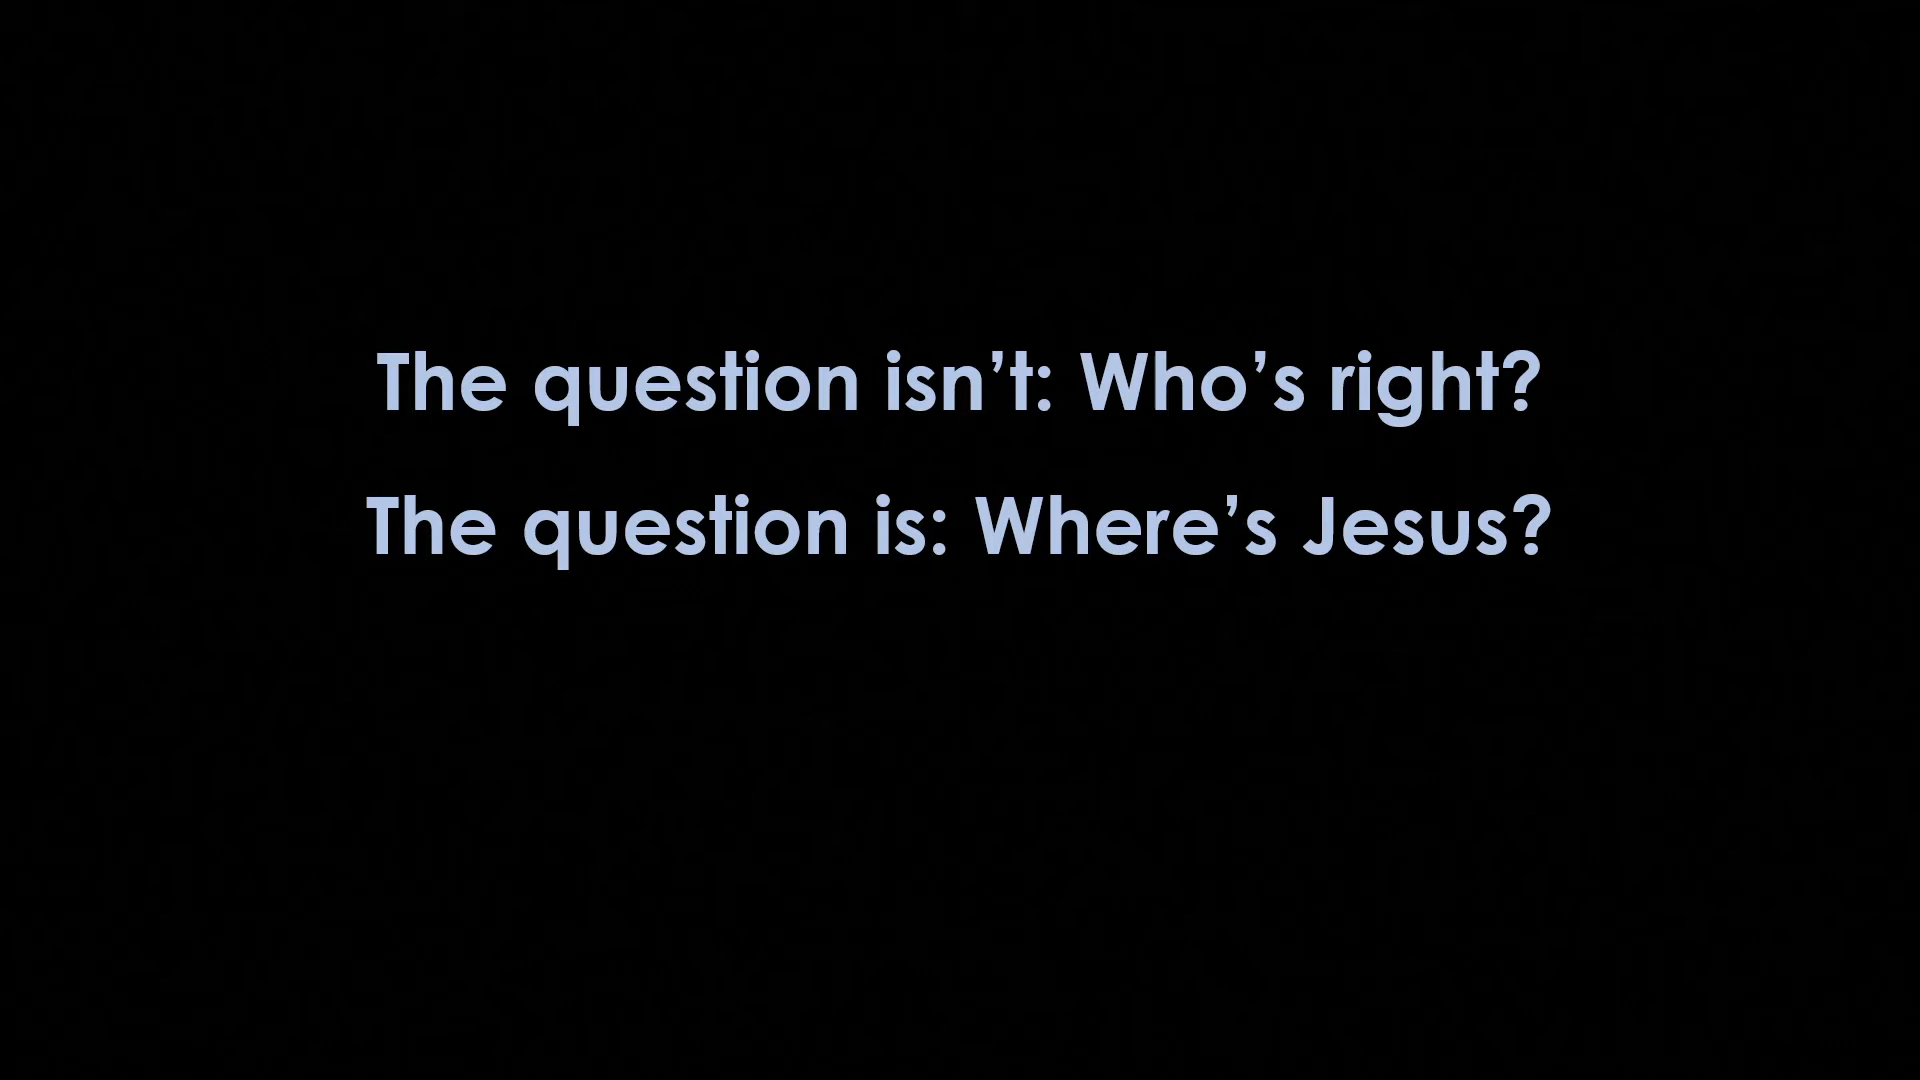 The question isn’t: Who’s right?
The question is: Where’s Jesus?